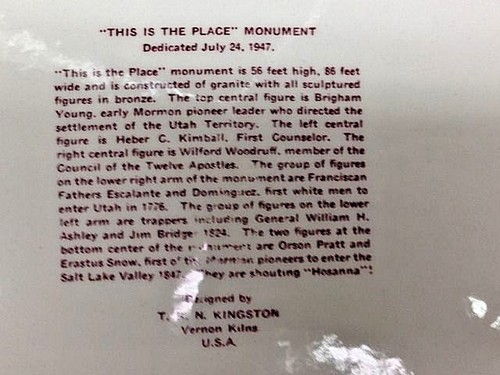 "THIS IS THE PLACE" MONUMENT
Dedicated July 24, 1947.
"This is the Place" monument is 56 feet high, 86 feet
wide and is constructed of granite with all sculptured
figures in bronze. The top central figure is Brigham
Young, early Mormon pioneer leader who directed the
settlement of the Utah Territory. The left central
figure is Heber C. Kimball, First Counselor. The
right central figure is Wilford Woodruff, member of the
Council of the Twelve Apostles. The group of figures
on the lower right arm of the monument are Franciscan
Fathers Escalante and Dominguez, first white men to
enter Utah in 1776. The group of figures on the lower
left arm are trappers including General William H.
Ashley and Jim Bridger 1824. The two figures at the
bottom center of the monument are Orson Pratt and
Erastus Snow, first of the Mormon pioneers to enter the
Salt Lake Valley 1847. They are shouting "Hosanna"!
Designed by
T. N. KINGSTON
Vernon Kilns
U.S.A.